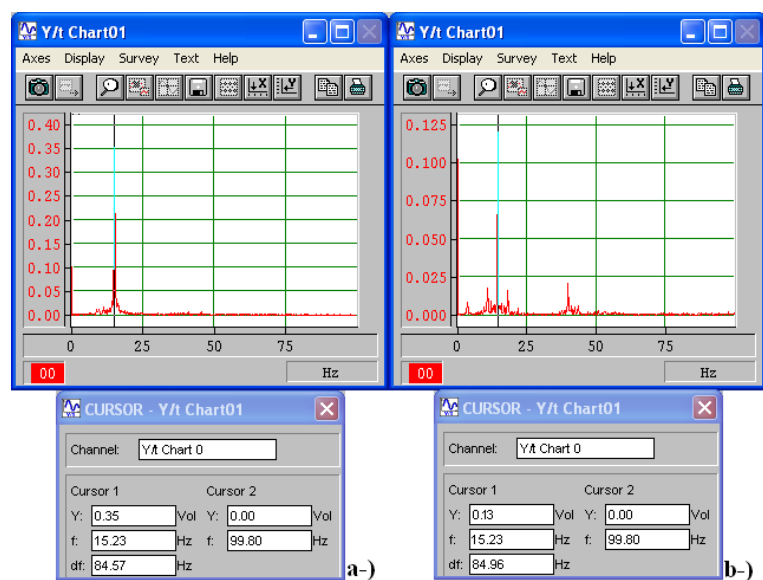 Y/t Chart01
Axes Display Survey Text Help
0.40
0.35
0.30
0.25
0.20
0.15
0.10
0.05
0.00
0 25 50 75
00 Hz
CURSOR - Y/t Chart01
Channel: Y/t Chart 0
Cursor 1 Cursor 2
Y: 0.35 Vol Y: 0.00 Vol
f: 15.23 Hz f: 99.80 Hz
df: 84.57 Hz
a-)
Y/t Chart01
Axes Display Survey Text Help
0.125
0.100
0.075
0.050
0.025
0.000
0 25 50 75
00 Hz
CURSOR - Y/t Chart01
Channel: Y/t Chart 0
Cursor 1 Cursor 2
Y: 0.13 Vol Y: 0.00 Vol
f: 15.23 Hz f: 99.80 Hz
df: 84.96 Hz
b-)